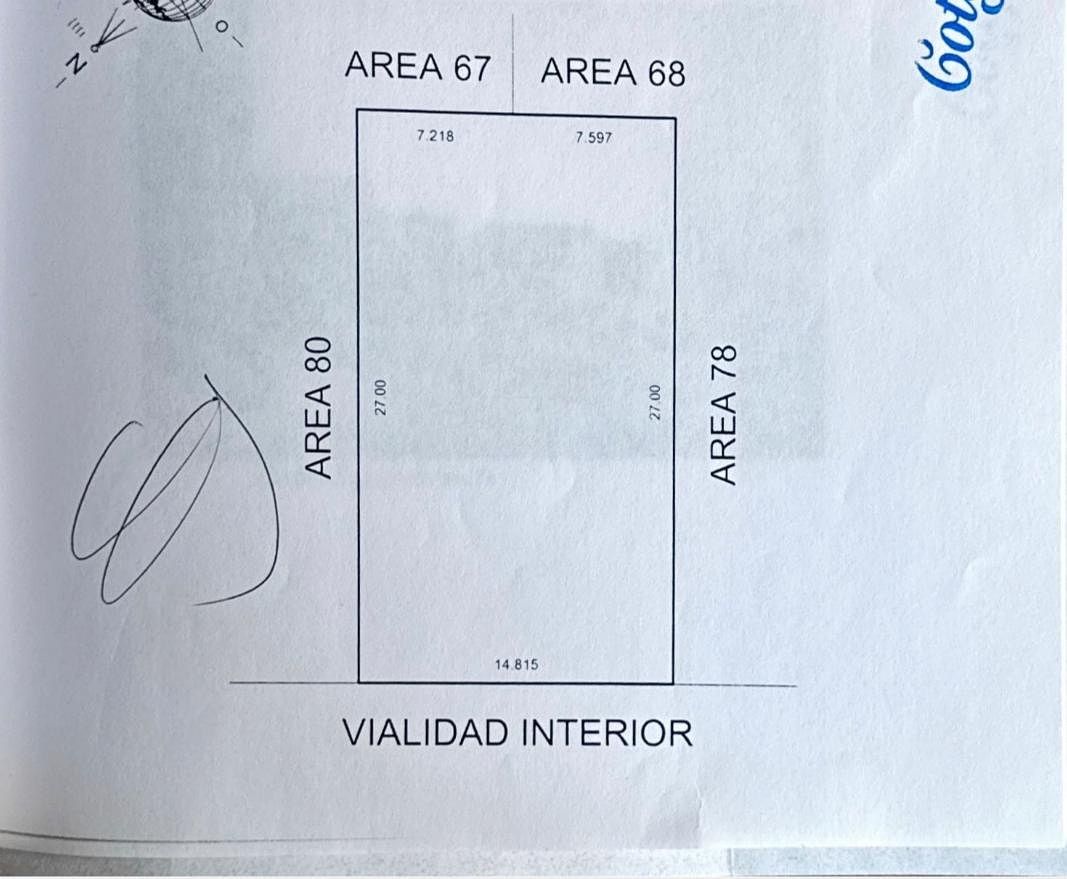 N
O
AREA 67
AREA 68
7.218
7.597
AREA 80
27.00
27.00
AREA 78
14.815
VIALIDAD INTERIOR